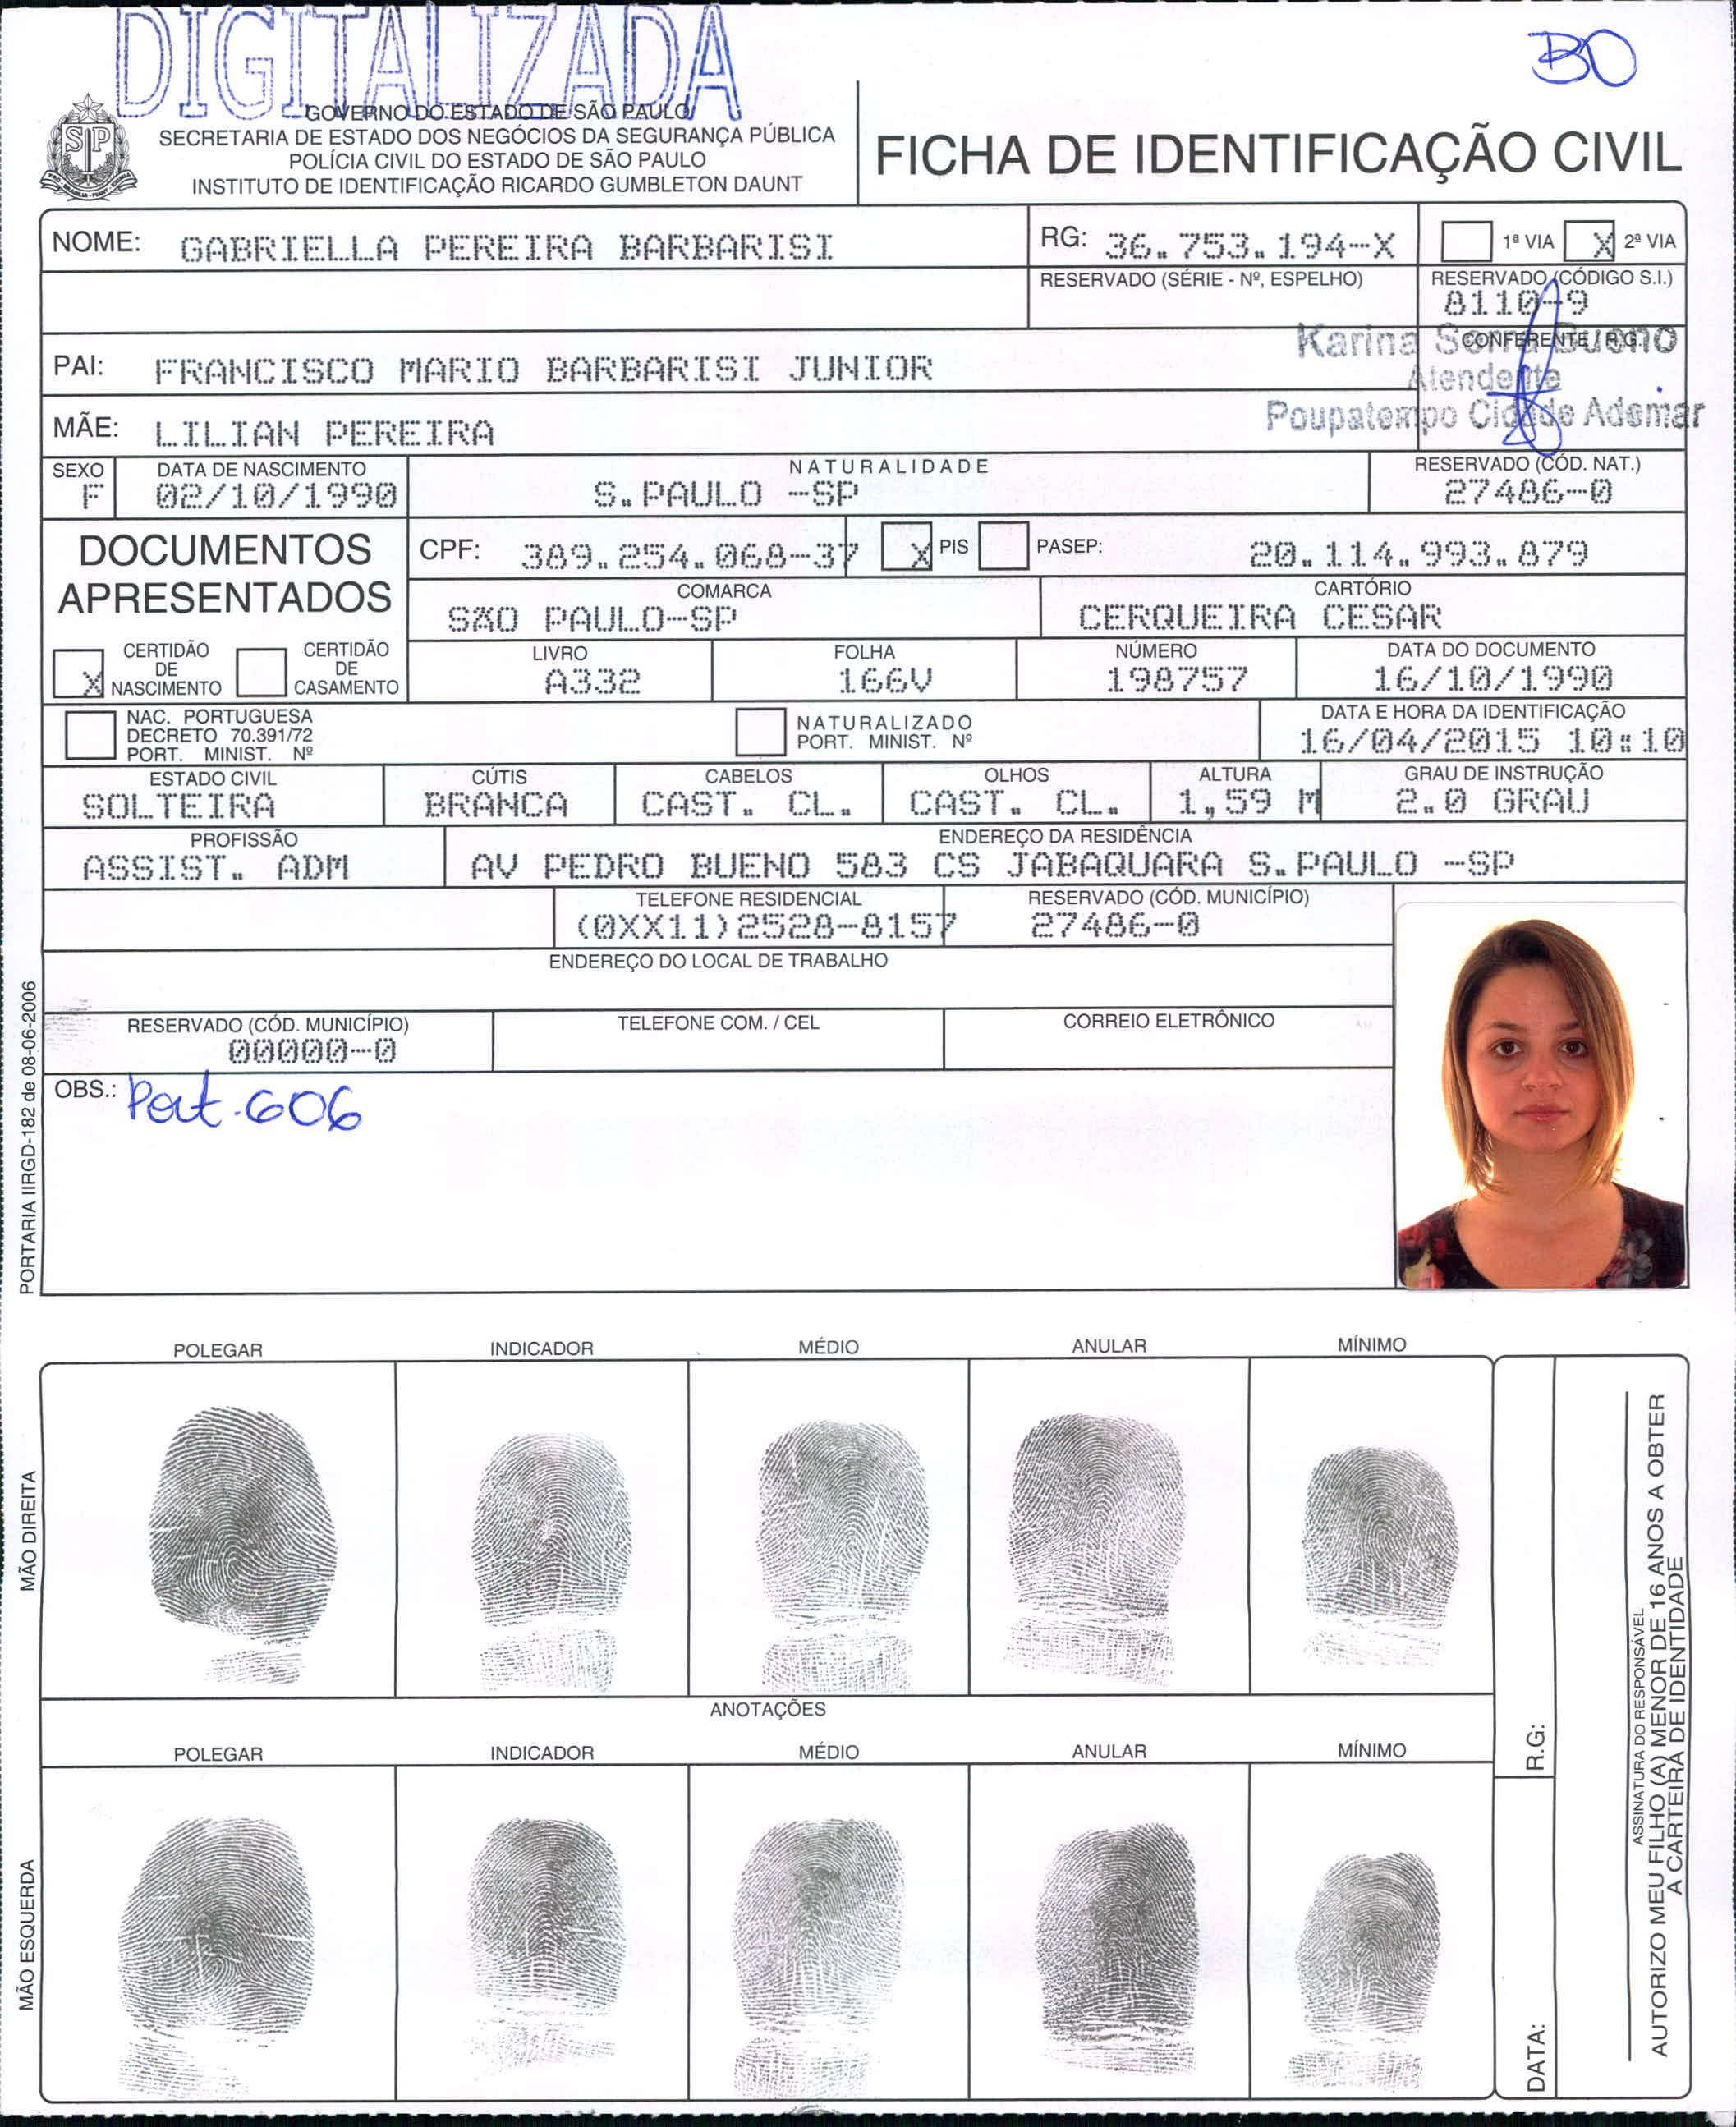 DIGITALIZADA
BO
GOVERNO DO ESTADO DE SÃO PAULO
SECRETARIA DE ESTADO DOS NEGÓCIOS DA SEGURANÇA PÚBLICA
POLÍCIA CIVIL DO ESTADO DE SÃO PAULO
INSTITUTO DE IDENTIFICAÇÃO RICARDO GUMBLETON DAUNT
FICHA DE IDENTIFICAÇÃO CIVIL
NOME: GABRIELLA PEREIRA BARBARISI
RG: 36.753.194-X
1ª VIA X 2ª VIA
RESERVADO (SÉRIE - Nº, ESPELHO)
RESERVADO (CÓDIGO S.I.)
8110-9
CONFERENTE / R.G.
Karina Serra Bueno
Atendente
Poupatempo Cidade Ademar
PAI: FRANCISCO MARIO BARBARISI JUNIOR
MÃE: LILIAN PEREIRA
SEXO
F
DATA DE NASCIMENTO
02/10/1990
NATURALIDADE
S.PAULO -SP
RESERVADO (CÓD. NAT.)
27486-0
DOCUMENTOS
APRESENTADOS
CPF: 389.254.068-37
X PIS
PASEP: 20.114.993.879
COMARCA
SÃO PAULO-SP
CARTÓRIO
CERQUEIRA CESAR
X CERTIDÃO
DE
NASCIMENTO
CERTIDÃO
DE
CASAMENTO
LIVRO
A332
FOLHA
166V
NÚMERO
198757
DATA DO DOCUMENTO
16/10/1990
NAC. PORTUGUESA
DECRETO 70.391/72
PORT. MINIST. Nº
NATURALIZADO
PORT. MINIST. Nº
DATA E HORA DA IDENTIFICAÇÃO
16/04/2015 10:10
ESTADO CIVIL
SOLTEIRA
CÚTIS
BRANCA
CABELOS
CAST. CL.
OLHOS
CAST. CL.
ALTURA
1,59 M
GRAU DE INSTRUÇÃO
2.0 GRAU
PROFISSÃO
ASSIST. ADM
ENDEREÇO DA RESIDÊNCIA
AV PEDRO BUENO 583 CS JABAQUARA S.PAULO -SP
TELEFONE RESIDENCIAL
(0XX11)2528-8157
RESERVADO (CÓD. MUNICÍPIO)
27486-0
ENDEREÇO DO LOCAL DE TRABALHO
RESERVADO (CÓD. MUNICÍPIO)
00000-0
TELEFONE COM. / CEL
CORREIO ELETRÔNICO
OBS.: Port. 606
PORTARIA IIRGD-182 de 08-06-2006
POLEGAR
INDICADOR
MÉDIO
ANULAR
MÍNIMO
MÃO DIREITA
ANOTAÇÕES
POLEGAR
INDICADOR
MÉDIO
ANULAR
MÍNIMO
MÃO ESQUERDA
R.G:
DATA:
ASSINATURA DO RESPONSÁVEL
AUTORIZO MEU FILHO (A) MENOR DE 16 ANOS A OBTER
A CARTEIRA DE IDENTIDADE